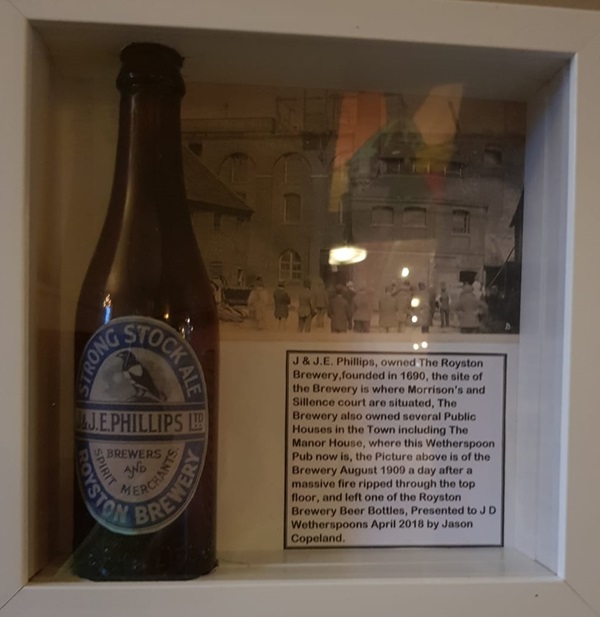 STRONG STOCK ALE
J.&J.E.PHILLIPS LTD
BREWERS
AND
SPIRIT MERCHANTS.
ROYSTON BREWERY
J & J.E. Phillips, owned The Royston
Brewery,founded in 1690, the site of
the Brewery is where Morrison's and
Sillence court are situated, The
Brewery also owned several Public
Houses in the Town including The
Manor House, where this Wetherspoon
Pub now is, the Picture above is of the
Brewery August 1909 a day after a
massive fire ripped through the top
floor, and left one of the Royston
Brewery Beer Bottles, Presented to J D
Wetherspoons April 2018 by Jason
Copeland.